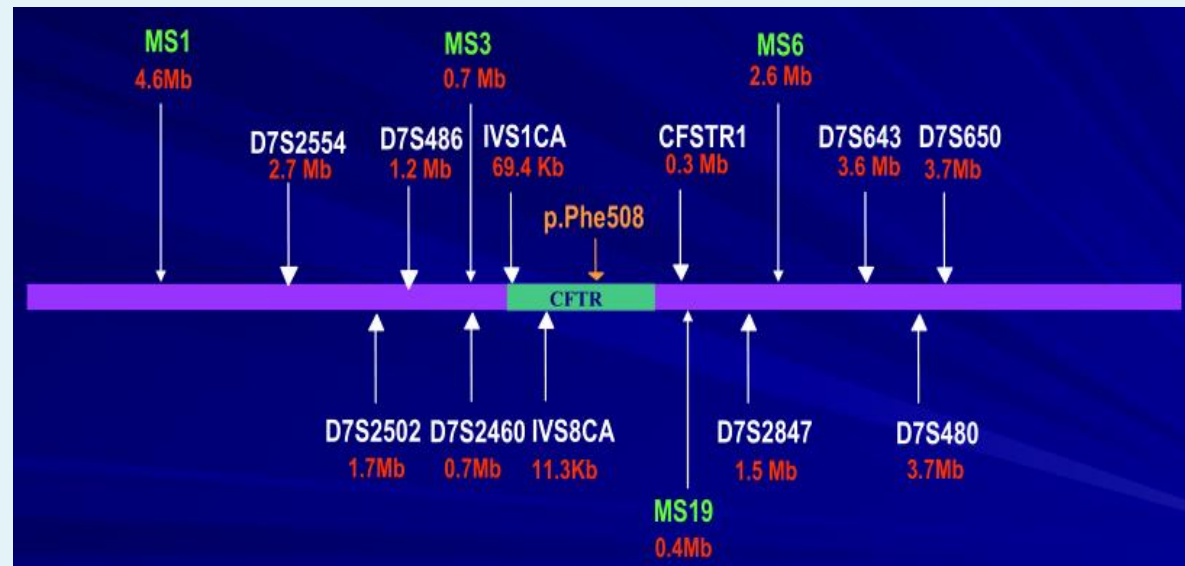 MS1
4.6Mb
MS3
0.7 Mb
MS6
2.6 Mb
D7S2554
2.7 Mb
D7S486
1.2 Mb
IVS1CA
69.4 Kb
CFSTR1
0.3 Mb
D7S643
3.6 Mb
D7S650
3.7Mb
p.Phe508
CFTR
D7S2502
1.7Mb
D7S2460
0.7Mb
IVS8CA
11.3Kb
D7S2847
1.5 Mb
D7S480
3.7Mb
MS19
0.4Mb